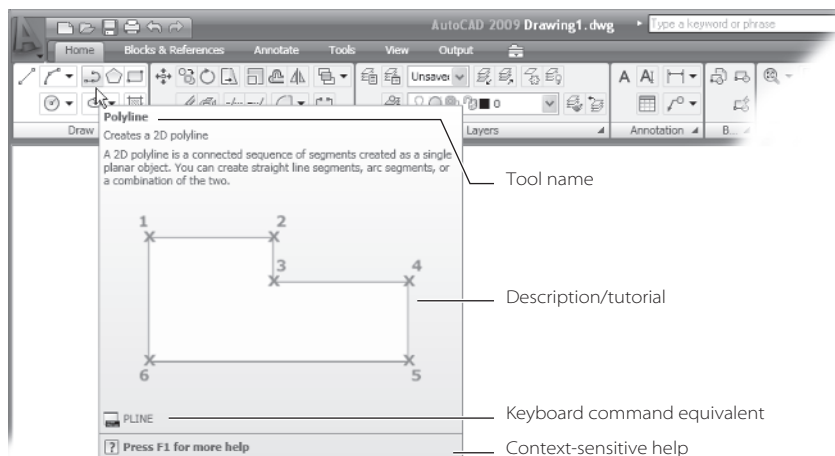 AutoCAD 2009 Drawing1.dwg
Type a keyword or phrase
Home Blocks & References Annotate Tools View Output
Unsave
A AI
0
Draw
Layers
Annotation
B...
Polyline
Creates a 2D polyline
A 2D polyline is a connected sequence of segments created as a single
planar object. You can create straight line segments, arc segments, or
a combination of the two.
Tool name
1 2
3 4
Description/tutorial
6 5
PLINE
Keyboard command equivalent
? Press F1 for more help
Context-sensitive help